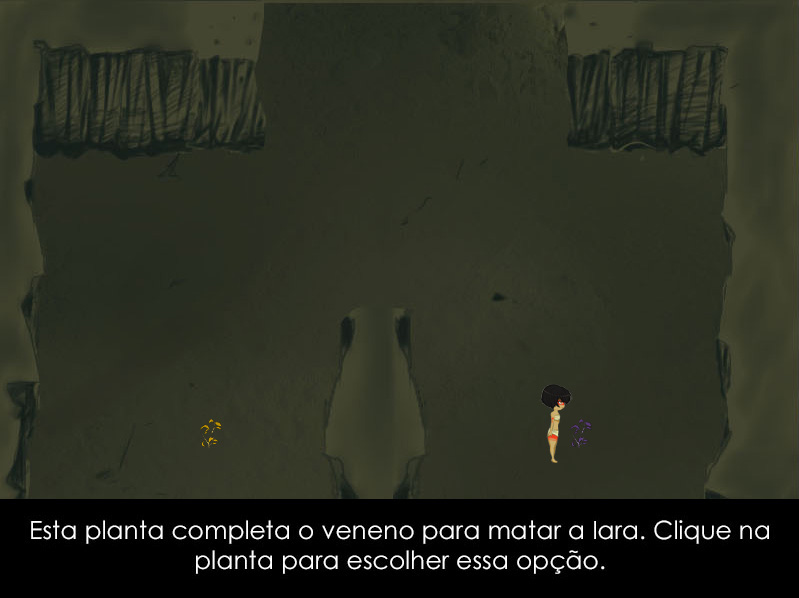 Esta planta completa o veneno para matar a Iara. Clique na
planta para escolher essa opção.